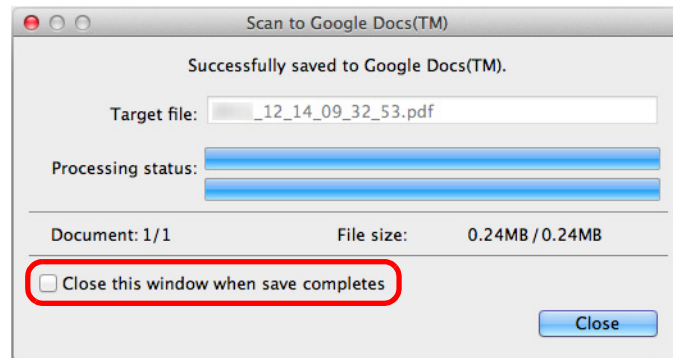 Scan to Google Docs(TM)
Successfully saved to Google Docs(TM).
Target file: _12_14_09_32_53.pdf
Processing status:
Document: 1/1 File size: 0.24MB/0.24MB
Close this window when save completes
Close